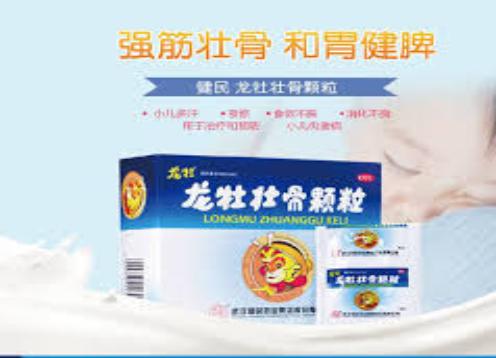 强筋壮骨 和胃健脾
健民 龙牡壮骨颗粒
• 小儿多汗 • 夜惊 • 食欲不振 • 消化不良
用于治疗和预防 小儿佝偻病
龙牡
龙牡壮骨颗粒
LONGMU ZHUANGGU KELI
龙牡壮骨颗粒